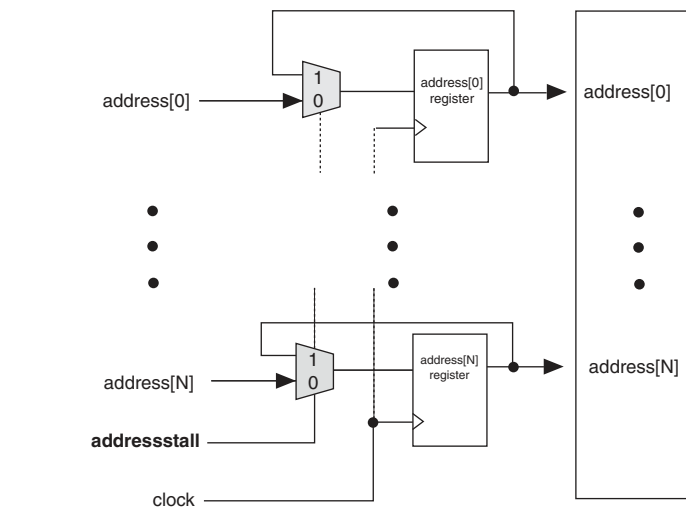 1
0
address[0]
address[0]
register
address[0]
1
0
address[N]
address[N]
register
address[N]
addressstall
clock